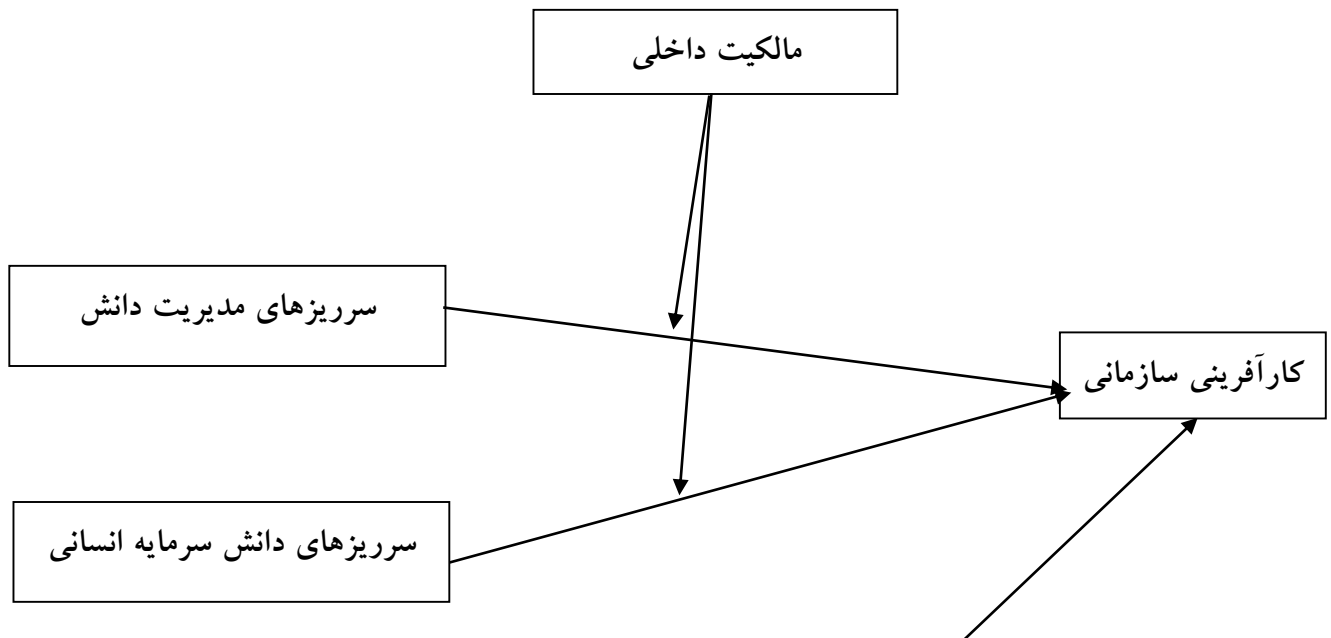 مالکیت داخلی
سرریزهای مدیریت دانش
کارآفرینی سازمانی
سرریزهای دانش سرمایه انسانی